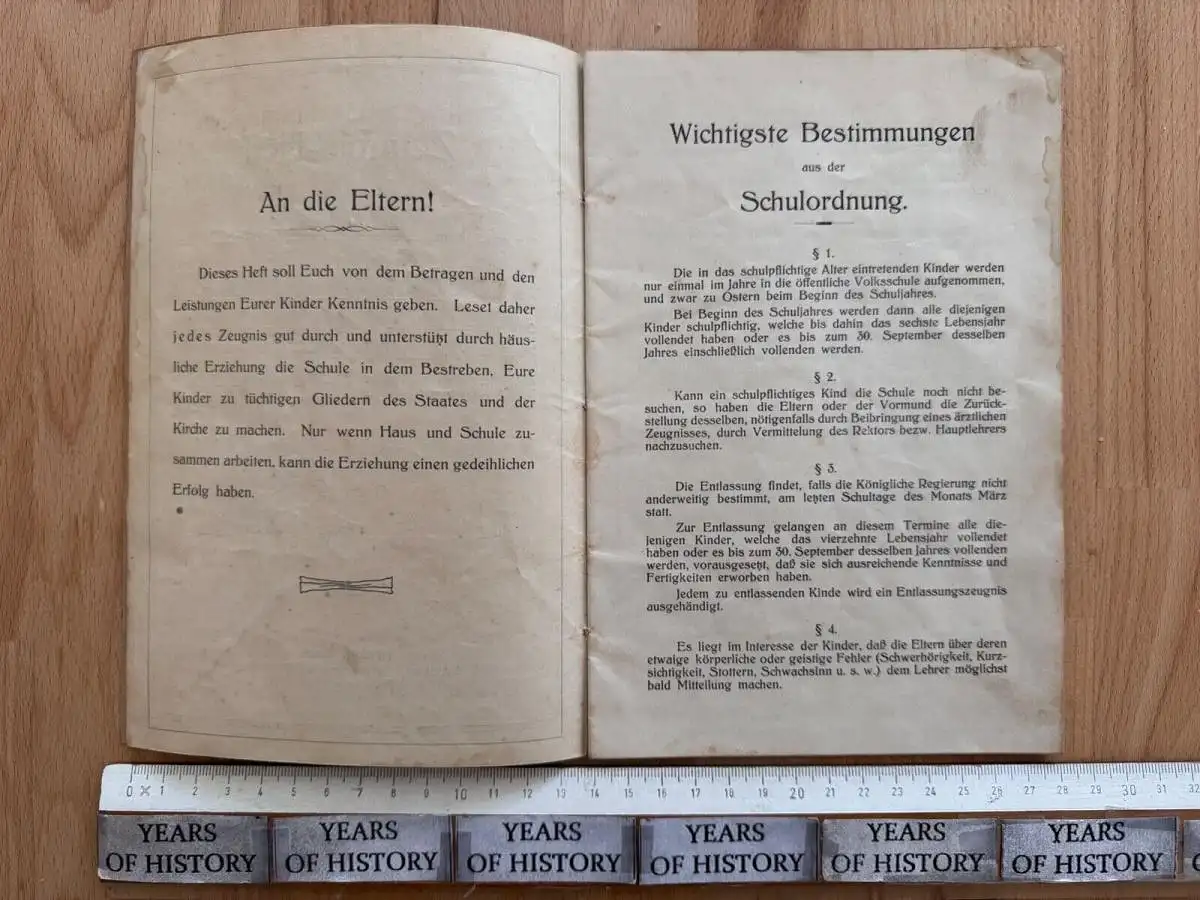 An die Eltern!
Dieses Heft soll Euch von dem Betragen und den
Leistungen Eurer Kinder Kenntnis geben. Leset daher
jedes Zeugnis gut durch und unterstützt durch häus-
liche Erziehung die Schule in dem Bestreben, Eure
Kinder zu tüchtigen Gliedern des Staates und der
Kirche zu machen. Nur wenn Haus und Schule zu-
sammen arbeiten, kann die Erziehung einen gedeihlichen
Erfolg haben.
Wichtigste Bestimmungen
aus der
Schulordnung.
§ 1.
Die in das schulpflichtige Alter eintretenden Kinder werden
nur einmal im Jahre in die öffentliche Volksschule aufgenommen,
und zwar zu Ostern beim Beginn des Schuljahres.
Bei Beginn des Schuljahres werden dann alle diejenigen
Kinder schulpflichtig, welche bis dahin das sechste Lebensjahr
vollendet haben oder es bis zum 30. September desselben
Jahres einschließlich vollenden werden.
§ 2.
Kann ein schulpflichtiges Kind die Schule noch nicht be-
suchen, so haben die Eltern oder der Vormund die Zurück-
stellung desselben, nötigenfalls durch Beibringung eines ärztlichen
Zeugnisses, durch Vermittelung des Rektors bezw. Hauptlehrers
nachzusuchen.
§ 3.
Die Entlassung findet, falls die Königliche Regierung nicht
anderweitig bestimmt, am letzten Schultage des Monats März
statt.
Zur Entlassung gelangen an diesem Termine alle die-
jenigen Kinder, welche das vierzehnte Lebensjahr vollendet
haben oder es bis zum 30. September desselben Jahres vollenden
werden, vorausgesetzt, daß sie sich ausreichende Kenntnisse und
Fertigkeiten erworben haben.
Jedem zu entlassenden Kinde wird ein Entlassungszeugnis
ausgehändigt.
§ 4.
Es liegt im Interesse der Kinder, daß die Eltern über deren
etwaige körperliche oder geistige Fehler (Schwerhörigkeit, Kurz-
sichtigkeit, Stottern, Schwachsinn u. s. w.) dem Lehrer möglichst
bald Mitteilung machen.
0 1 2 3 4 5 6 7 8 9 10 11 12 13 14 15 16 17 18 19 20 21 22 23 24 25 26 27 28 29 30 31 32
YEARS OF HISTORY
YEARS OF HISTORY
YEARS OF HISTORY
YEARS OF HISTORY
YEARS OF HISTORY
YEARS OF HISTORY